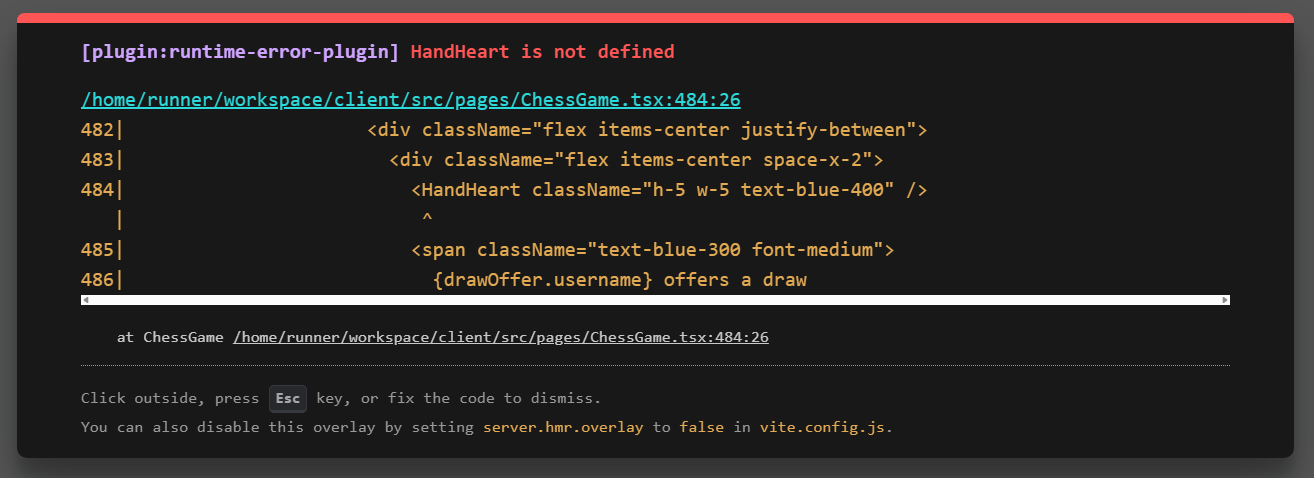 [plugin:runtime-error-plugin] HandHeart is not defined
/home/runner/workspace/client/src/pages/ChessGame.tsx:484:26
482|                      <div className="flex items-center justify-between">
483|                        <div className="flex items-center space-x-2">
484|                          <HandHeart className="h-5 w-5 text-blue-400" />
   |                           ^
485|                          <span className="text-blue-300 font-medium">
486|                            {drawOffer.username} offers a draw
at ChessGame /home/runner/workspace/client/src/pages/ChessGame.tsx:484:26
Click outside, press Esc key, or fix the code to dismiss.
You can also disable this overlay by setting server.hmr.overlay to false in vite.config.js.